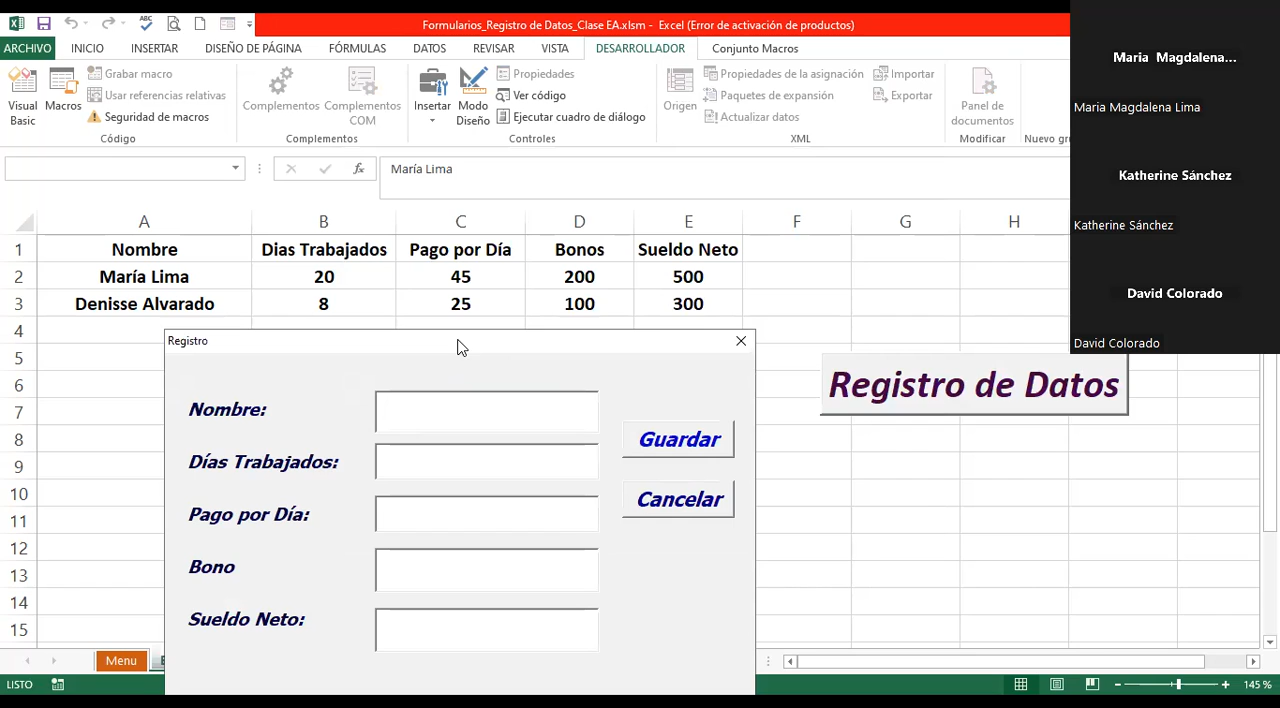 Formularios_Registro de Datos_Clase EA.xlsm - Excel (Error de activación de productos)
ARCHIVO INICIO INSERTAR DISEÑO DE PÁGINA FÓRMULAS DATOS REVISAR VISTA DESARROLLADOR Conjunto Macros
Visual Basic
Macros
Grabar macro
Usar referencias relativas
Seguridad de macros
Código
Complementos
Complementos COM
Complementos
Insertar
Modo Diseño
Propiedades
Ver código
Ejecutar cuadro de diálogo
Controles
Origen
Propiedades de la asignación
Paquetes de expansión
Actualizar datos
Importar
Exportar
XML
Panel de documentos
Modificar
Nuevo gr
María Lima
A B C D E F G H
1 Nombre Dias Trabajados Pago por Día Bonos Sueldo Neto
2 María Lima 20 45 200 500
3 Denisse Alvarado 8 25 100 300
4
5
6
7
8
9
10
11
12
13
14
15
Registro
Nombre:
Días Trabajados:
Pago por Día:
Bono
Sueldo Neto:
Guardar
Cancelar
Registro de Datos
Maria Magdalena...
Maria Magdalena Lima
Katherine Sánchez
Katherine Sánchez
David Colorado
David Colorado
Menu
LISTO
145 %